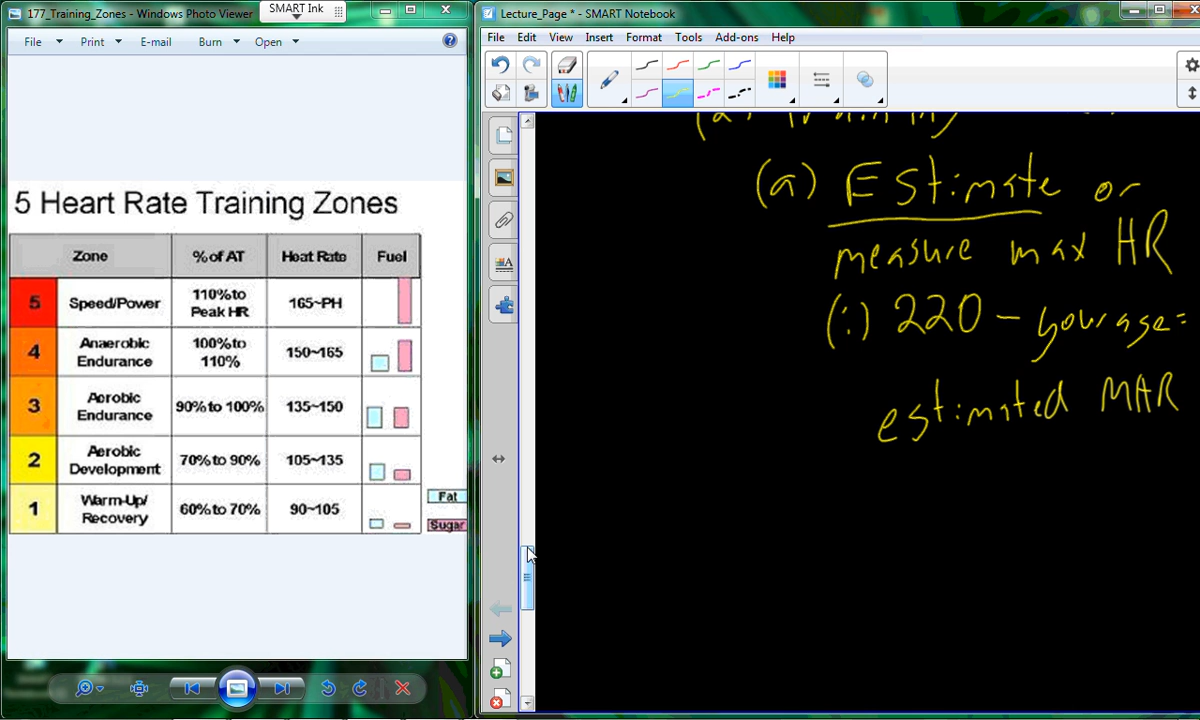 177_Training_Zones - Windows Photo Viewer
SMART Ink
File Print E-mail Burn Open
5 Heart Rate Training Zones
Zone % of AT Heat Rate Fuel
5 Speed/Power 110% to Peak HR 165~PH
4 Anaerobic Endurance 100% to 110% 150~165
3 Aerobic Endurance 90% to 100% 135~150
2 Aerobic Development 70% to 90% 105~135
1 Warm-Up/ Recovery 60% to 70% 90~105
Fat
Sugar
Lecture_Page * - SMART Notebook
File Edit View Insert Format Tools Add-ons Help
Training
(a) Estimate or
measure max HR
(i) 220 - your age =
estimated MHR